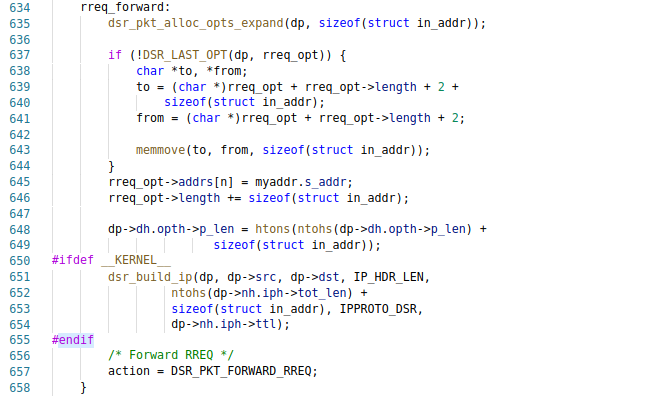 634 rreq_forward:
635 dsr_pkt_alloc_opts_expand(dp, sizeof(struct in_addr));
636
637 if (!DSR_LAST_OPT(dp, rreq_opt)) {
638 char *to, *from;
639 to = (char *)rreq_opt + rreq_opt->length + 2 +
640 sizeof(struct in_addr);
641 from = (char *)rreq_opt + rreq_opt->length + 2;
642
643 memmove(to, from, sizeof(struct in_addr));
644 }
645 rreq_opt->addrs[n] = myaddr.s_addr;
646 rreq_opt->length += sizeof(struct in_addr);
647
648 dp->dh.opth->p_len = htons(ntohs(dp->dh.opth->p_len) +
649 sizeof(struct in_addr));
650 #ifdef __KERNEL__
651 dsr_build_ip(dp, dp->src, dp->dst, IP_HDR_LEN,
652 ntohs(dp->nh.iph->tot_len) +
653 sizeof(struct in_addr), IPPROTO_DSR,
654 dp->nh.iph->ttl);
655 #endif
656 /* Forward RREQ */
657 action = DSR_PKT_FORWARD_RREQ;
658 }